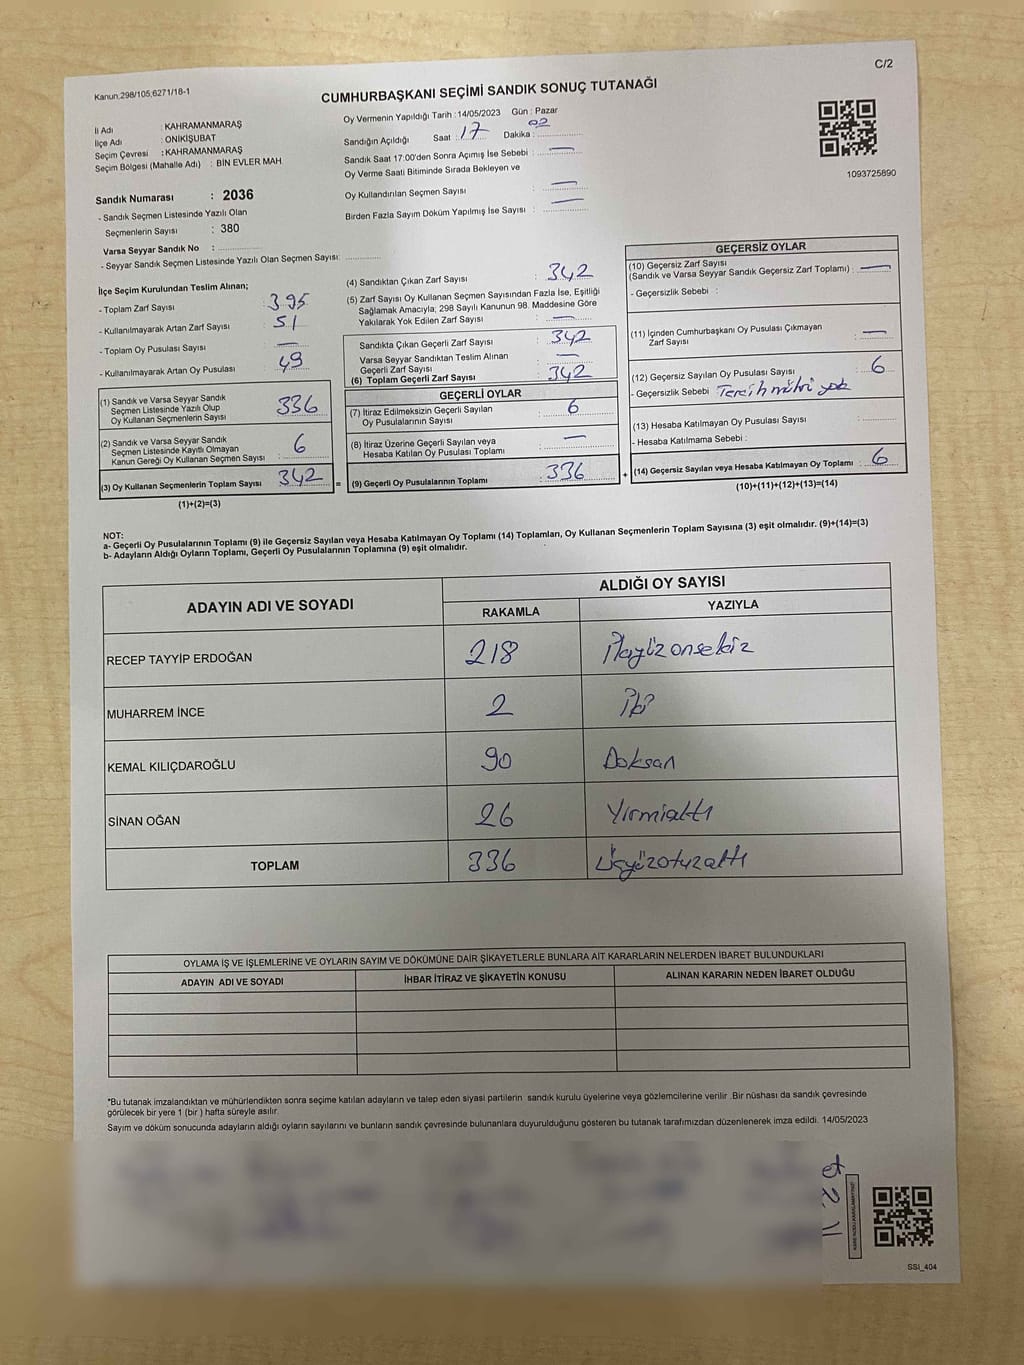 C/2
Kanun:298/105,6271/18-1
CUMHURBAŞKANI SEÇİMİ SANDIK SONUÇ TUTANAĞI
İl Adı : KAHRAMANMARAŞ
İlçe Adı : ONİKİŞUBAT
Seçim Çevresi : KAHRAMANMARAŞ
Seçim Bölgesi (Mahalle Adı) : BİN EVLER MAH
Oy Vermenin Yapıldığı Tarih :14/05/2023 Gün : Pazar
Sandığın Açıldığı Saat : 17 Dakika : 02
Sandık Saat 17:00'den Sonra Açımış İse Sebebi : —
Oy Verme Saati Bitiminde Sırada Bekleyen ve
Oy Kullandırılan Seçmen Sayısı : —
Birden Fazla Sayım Döküm Yapılmış İse Sayısı : —
1093725890
Sandık Numarası : 2036
- Sandık Seçmen Listesinde Yazılı Olan
Seçmenlerin Sayısı : 380
Varsa Seyyar Sandık No :
- Seyyar Sandık Seçmen Listesinde Yazılı Olan Seçmen Sayısı:
İlçe Seçim Kurulundan Teslim Alınan;
- Toplam Zarf Sayısı : 395
- Kullanılmayarak Artan Zarf Sayısı : 51
- Toplam Oy Pusulası Sayısı : —
- Kullanılmayarak Artan Oy Pusulası : 49
(1) Sandık ve Varsa Seyyar Sandık
Seçmen Listesinde Yazılı Olup
Oy Kullanan Seçmenlerin Sayısı : 336
(2) Sandık ve Varsa Seyyar Sandık
Seçmen Listesinde Kayıtlı Olmayan
Kanun Gereği Oy Kullanan Seçmen Sayısı : 6
(3) Oy Kullanan Seçmenlerin Toplam Sayısı : 342
(1)+(2)=(3)
(4) Sandıktan Çıkan Zarf Sayısı : 342
(5) Zarf Sayısı Oy Kullanan Seçmen Sayısından Fazla İse, Eşitliği
Sağlamak Amacıyla; 298 Sayılı Kanunun 98. Maddesine Göre
Yakılarak Yok Edilen Zarf Sayısı : —
Sandıkta Çıkan Geçerli Zarf Sayısı : 342
Varsa Seyyar Sandıktan Teslim Alınan
Geçerli Zarf Sayısı : —
(6) Toplam Geçerli Zarf Sayısı : 342
GEÇERLİ OYLAR
(7) İtiraz Edilmeksizin Geçerli Sayılan
Oy Pusulalarının Sayısı : 6
(8) İtiraz Üzerine Geçerli Sayılan veya
Hesaba Katılan Oy Pusulası Toplamı : —
= (9) Geçerli Oy Pusulalarının Toplamı : 336
GEÇERSİZ OYLAR
(10) Geçersiz Zarf Sayısı
(Sandık ve Varsa Seyyar Sandık Geçersiz Zarf Toplamı) : —
- Geçersizlik Sebebi :
(11) İçinden Cumhurbaşkanı Oy Pusulası Çıkmayan
Zarf Sayısı : —
(12) Geçersiz Sayılan Oy Pusulası Sayısı : 6
- Geçersizlik Sebebi : Tercih mührü yok
(13) Hesaba Katılmayan Oy Pusulası Sayısı :
- Hesaba Katılmama Sebebi :
+ (14) Geçersiz Sayılan veya Hesaba Katılmayan Oy Toplamı : 6
(10)+(11)+(12)+(13)=(14)
NOT:
a- Geçerli Oy Pusulalarının Toplamı (9) ile Geçersiz Sayılan veya Hesaba Katılmayan Oy Toplamı (14) Toplamları, Oy Kullanan Seçmenlerin Toplam Sayısına (3) eşit olmalıdır. (9)+(14)=(3)
b- Adayların Aldığı Oyların Toplamı, Geçerli Oy Pusulalarının Toplamına (9) eşit olmalıdır.
ADAYIN ADI VE SOYADI ALDIĞI OY SAYISI
RAKAMLA YAZIYLA
RECEP TAYYİP ERDOĞAN 218 İkiyüzonsekiz
MUHARREM İNCE 2 İki
KEMAL KILIÇDAROĞLU 90 Doksan
SİNAN OĞAN 26 Yirmialtı
TOPLAM 336 Üçyüzotuzaltı
OYLAMA İŞ VE İŞLEMLERİNE VE OYLARIN SAYIM VE DÖKÜMÜNE DAİR ŞİKAYETLERLE BUNLARA AİT KARARLARIN NELERDEN İBARET BULUNDUKLARI
ADAYIN ADI VE SOYADI İHBAR İTİRAZ VE ŞİKAYETİN KONUSU ALINAN KARARIN NEDEN İBARET OLDUĞU
*Bu tutanak imzalandıktan ve mühürlendikten sonra seçime katılan adayların ve talep eden siyasi partilerin sandık kurulu üyelerine veya gözlemcilerine verilir .Bir nüshası da sandık çevresinde
görülecek bir yere 1 (bir ) hafta süreyle asılır.
Sayım ve döküm sonucunda adayların aldığı oyların sayılarını ve bunların sandık çevresinde bulunanlara duyurulduğunu gösteren bu tutanak tarafımızdan düzenlenerek imza edildi. 14/05/2023
SSI_404